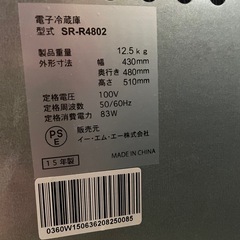 電子冷蔵庫
型式 SR-R4802
製品重量 12.5kg
外形寸法 幅 430mm
奥行き 480mm
高さ 510mm
定格電圧 100V
定格周波数 50/60Hz
定格消費電力 83W
PSE
イー・エム・エー株式会社
15年製
MADE IN CHINA
0360W150636208250085